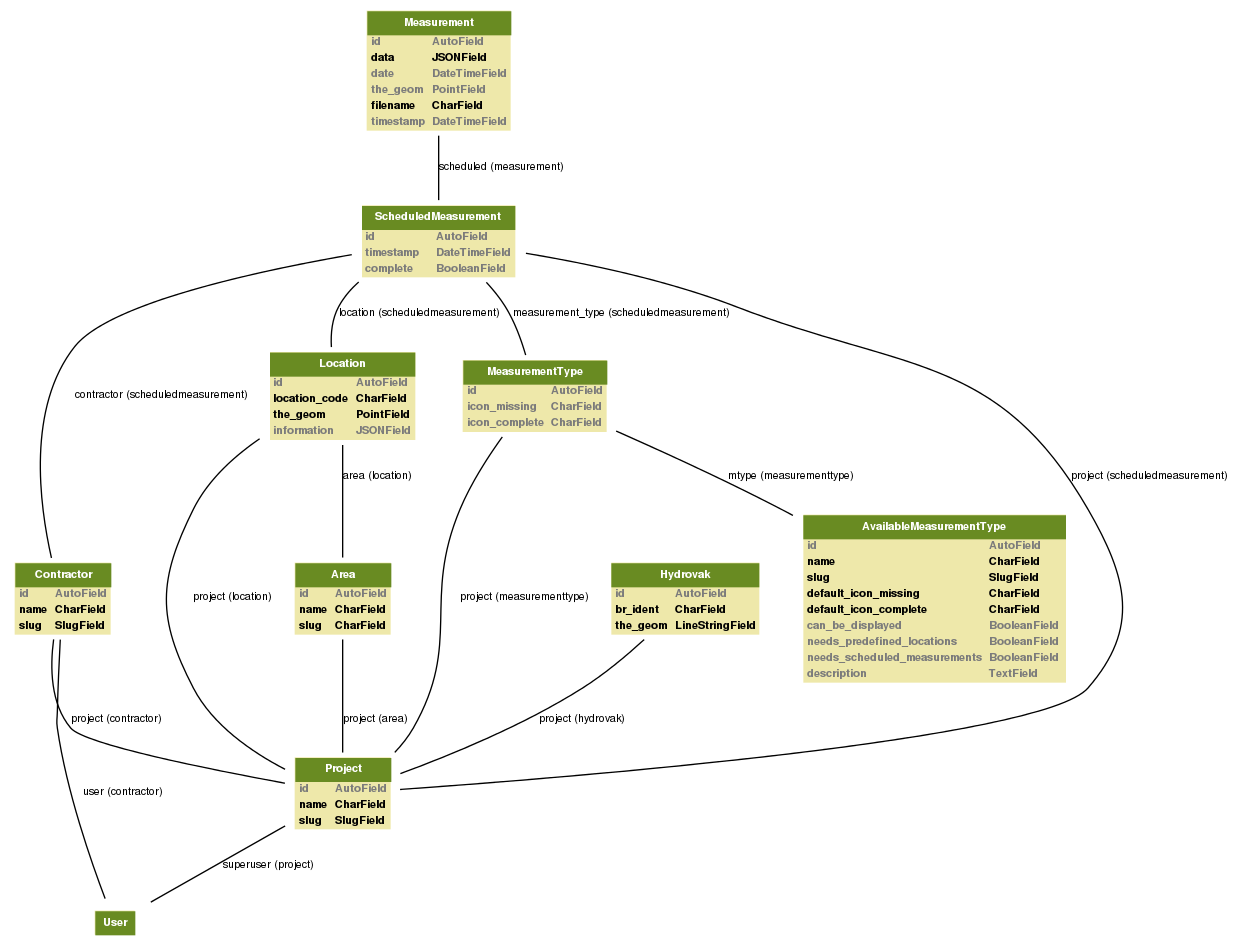 Measurement
id AutoField
data JSONField
date DateTimeField
the_geom PointField
filename CharField
timestamp DateTimeField
scheduled (measurement)
ScheduledMeasurement
id AutoField
timestamp DateTimeField
complete BooleanField
location (scheduledmeasurement)
measurement_type (scheduledmeasurement)
contractor (scheduledmeasurement)
Location
id AutoField
location_code CharField
the_geom PointField
information JSONField
MeasurementType
id AutoField
icon_missing CharField
icon_complete CharField
area (location)
mtype (measurementtype)
project (scheduledmeasurement)
Contractor
id AutoField
name CharField
slug SlugField
project (location)
Area
id AutoField
name CharField
slug CharField
project (measurementtype)
Hydrovak
id AutoField
br_ident CharField
the_geom LineStringField
AvailableMeasurementType
id AutoField
name CharField
slug SlugField
default_icon_missing CharField
default_icon_complete CharField
can_be_displayed BooleanField
needs_predefined_locations BooleanField
needs_scheduled_measurements BooleanField
description TextField
project (contractor)
project (area)
project (hydrovak)
Project
id AutoField
name CharField
slug SlugField
user (contractor)
superuser (project)
User